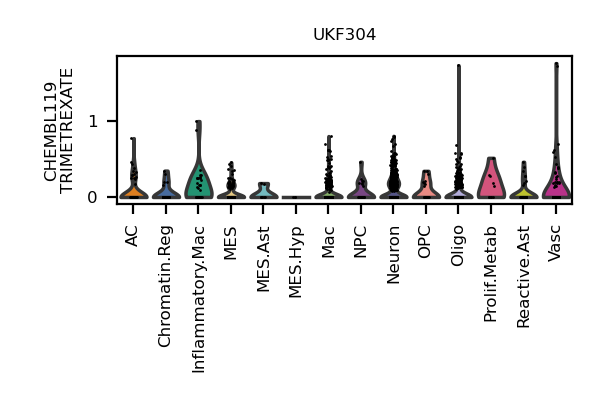 UKF304
CHEMBL119
TRIMETREXATE
1
0
AC
Chromatin.Reg
Inflammatory.Mac
MES
MES.Ast
MES.Hyp
Mac
NPC
Neuron
OPC
Oligo
Prolif.Metab
Reactive.Ast
Vasc